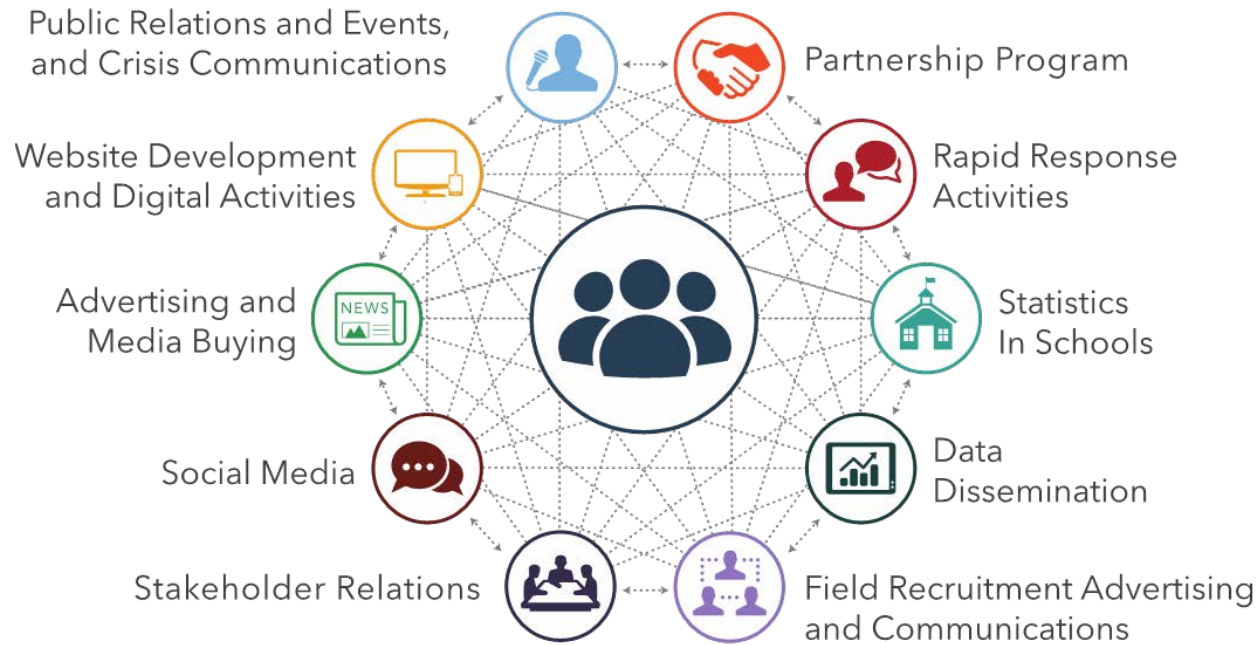 Public Relations and Events,
and Crisis Communications
Partnership Program
Website Development
and Digital Activities
Rapid Response
Activities
Advertising and
Media Buying
NEWS
Statistics
In Schools
Social Media
Data
Dissemination
Stakeholder Relations
Field Recruitment Advertising
and Communications